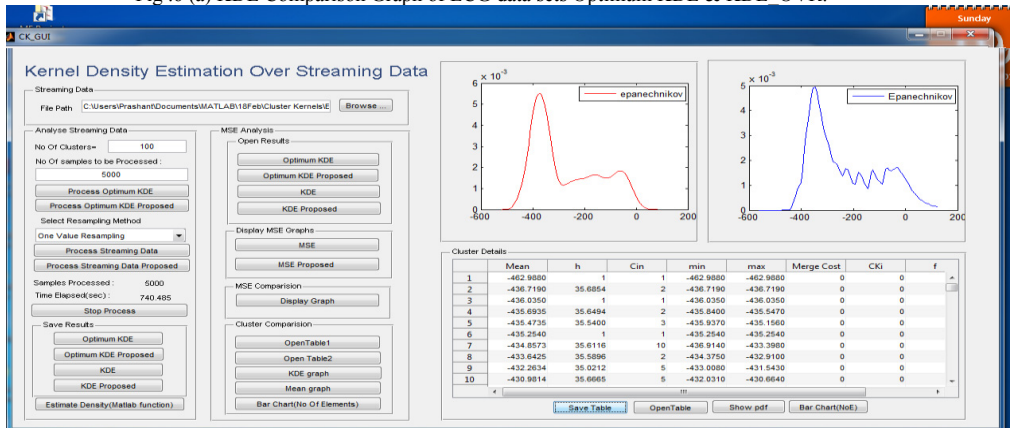 Fig .6 (a) KDE Comparison Graph of ECG data sets Optimum KDE & KDE_OVR.
Sunday
CK_GUI
Kernel Density Estimation Over Streaming Data
Streaming Data
File Path C:\Users\Prashant\Documents\MATLAB\18Feb\Cluster Kernels\E Browse ...
Analyse Streaming Data
No Of Clusters= 100
No Of samples to be Processed :
5000
Process Optimum KDE
Process Optimum KDE Proposed
Select Resampling Method
One Value Resampling
Process Streaming Data
Process Streaming Data Proposed
Samples Processed : 5000
Time Elapsed(sec) : 740.485
Stop Process
Save Results
Optimum KDE
Optimum KDE Proposed
KDE
KDE Proposed
Estimate Density(Matlab function)
MSE Analysis
Open Results
Optimum KDE
Optimum KDE Proposed
KDE
KDE Proposed
Display MSE Graphs
MSE
MSE Proposed
MSE Comparision
Display Graph
Cluster Comparision
OpenTable1
Open Table2
KDE graph
Mean graph
Bar Chart(No Of Elements)
x 10-3
6
5
4
3
2
1
0
-600 -400 -200 0 200
epanechnikov
x 10-3
5
4
3
2
1
0
-600 -400 -200 0 200
Epanechnikov
Cluster Details
Mean h Cin min max Merge Cost CKi f
1 -462.9880 1 1 -462.9880 -462.9880 0 0
2 -436.7190 35.6854 2 -436.7190 -436.7190 0 0
3 -436.0350 1 1 -436.0350 -436.0350 0 0
4 -435.6935 35.6494 2 -435.8400 -435.5470 0 0
5 -435.4735 35.5400 3 -435.9370 -435.1560 0 0
6 -435.2540 1 1 -435.2540 -435.2540 0 0
7 -434.8573 35.6116 10 -436.9140 -433.3980 0 0
8 -433.6425 35.5896 2 -434.3750 -432.9100 0 0
9 -432.2634 35.0212 5 -433.0080 -431.5430 0 0
10 -430.9814 35.6665 5 -432.0310 -430.6640 0 0
Save Table OpenTable Show pdf Bar Chart(NoE)